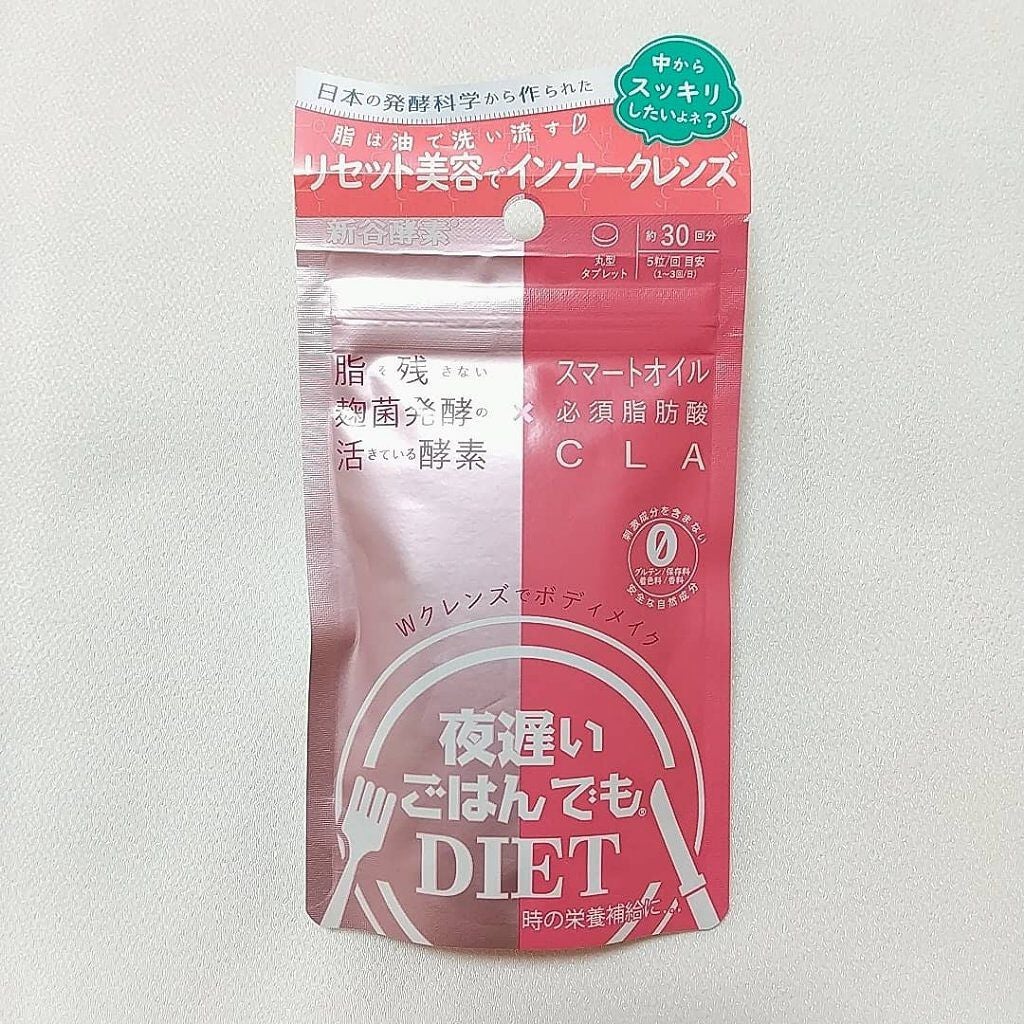 日本の発酵科学から作られた
中から
スッキリ
したいよネ?
脂は油で洗い流す♡
リセット美容でインナークレンズ
新谷酵素®
丸型
タブレット
約30回分
5粒/回 目安
(1~3回/日)
脂を残さない
麹菌発酵の
活きている酵素
×
スマートオイル
必須脂肪酸
CLA
刺激成分を含まない
0
グルテン/保存料
着色料/香料
安全な自然成分
Wクレンズでボディメイク
夜遅い
ごはんでも®
DIET
時の栄養補給に...